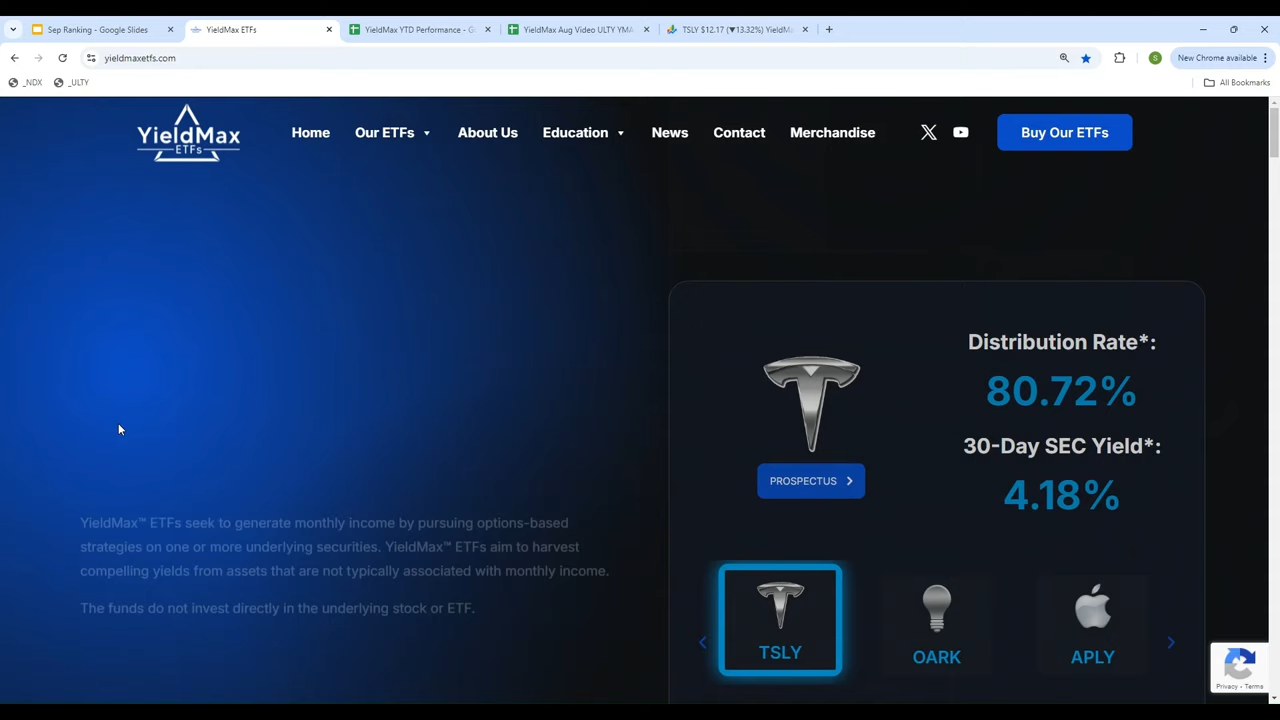 Sep Ranking - Google Slides
YieldMax ETFs
YieldMax YTD Performance - G
YieldMax Aug Video ULTY YMA
TSLY $12.17 (▼13.32%) YieldMa
yieldmaxetfs.com
New Chrome available
_NDX
_ULTY
All Bookmarks
YieldMax
ETFs
Home
Our ETFs
About Us
Education
News
Contact
Merchandise
Buy Our ETFs
Distribution Rate*:
80.72%
30-Day SEC Yield*:
4.18%
PROSPECTUS
YieldMax™ ETFs seek to generate monthly income by pursuing options-based
strategies on one or more underlying securities. YieldMax™ ETFs aim to harvest
compelling yields from assets that are not typically associated with monthly income.
The funds do not invest directly in the underlying stock or ETF.
TSLY
OARK
APLY
Privacy - Terms